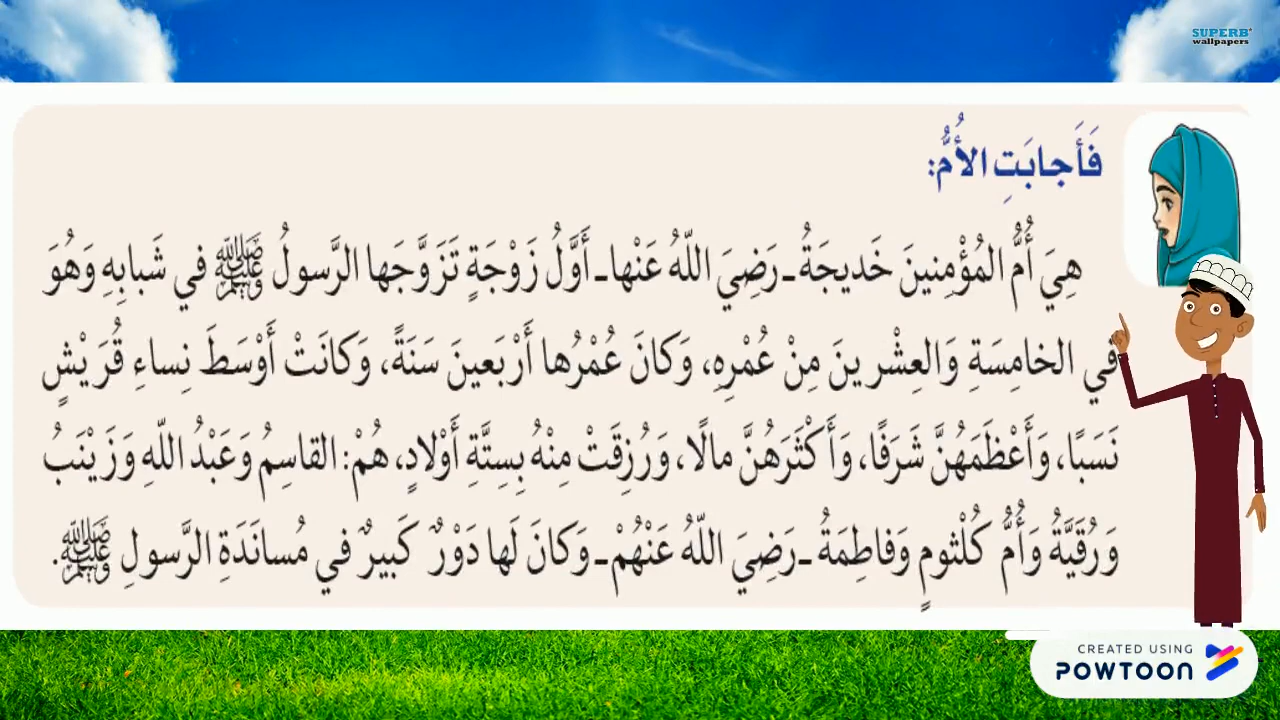 SUPERB
wallpapers
فَأَجابَتِ الأُمُّ:
هِيَ أُمُّ المُؤْمِنينَ خَديجَةُ ـ رَضِيَ اللّهُ عَنْها ـ أَوَّلُ زَوْجَةٍ تَزَوَّجَها الرَّسولُ ﷺ في شَبابِهِ وَهُوَ
في الخامِسَةِ وَالعِشْرينَ مِنْ عُمْرِهِ، وَكانَ عُمْرُها أَرْبَعينَ سَنَةً، وَكانَتْ أَوْسَطَ نِساءِ قُرَيْشٍ
نَسَبًا، وَأَعْظَمَهُنَّ شَرَفًا، وَأَكْثَرَهُنَّ مالًا، وَرُزِقَتْ مِنْهُ بِسِتَّةِ أَوْلادٍ، هُمْ: القاسِمُ وَعَبْدُ اللّهِ وَزَيْنَبُ
وَرُقَيَّةُ وَأُمُّ كُلْثومٍ وَفاطِمَةُ ـ رَضِيَ اللّهُ عَنْهُمْ ـ وَكانَ لَها دَوْرٌ كَبيرٌ في مُسانَدَةِ الرَّسولِ ﷺ.
CREATED USING
POWTOON